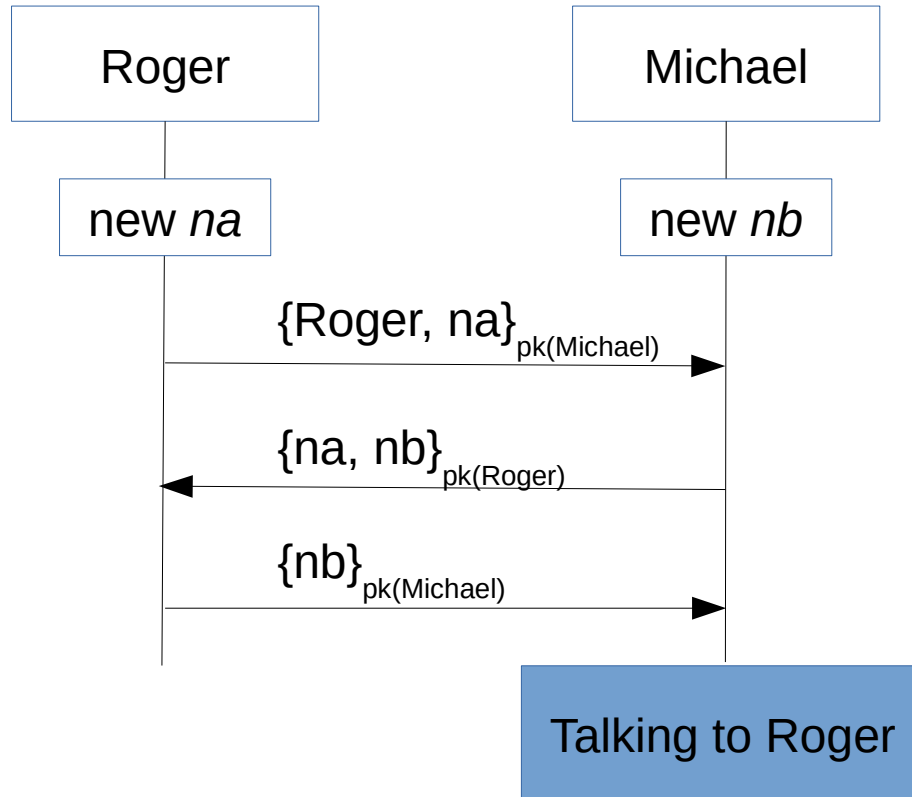 Roger
Michael
new na
new nb
{Roger, na}pk(Michael)
{na, nb}pk(Roger)
{nb}pk(Michael)
Talking to Roger